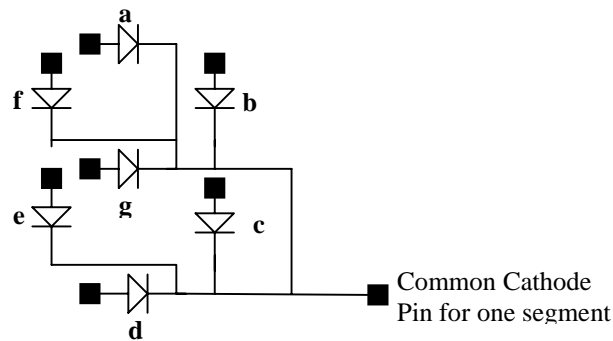 a
f
b
g
e
c
Common Cathode
Pin for one segment
d